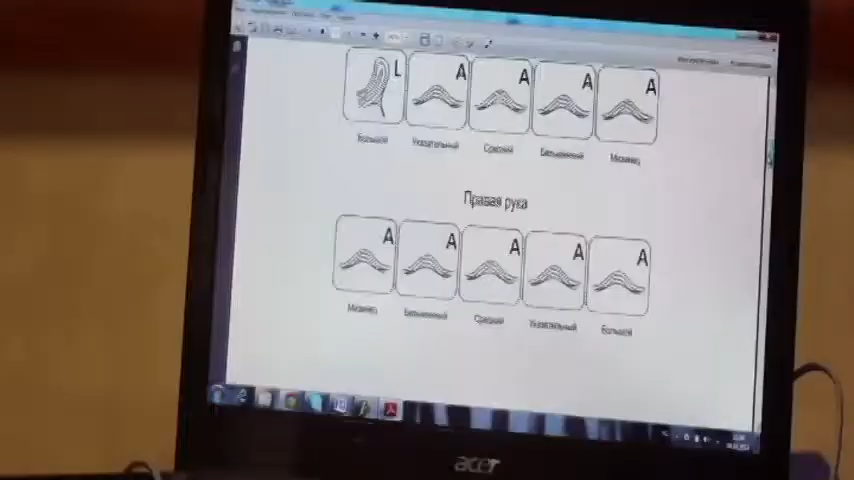 L A A A A
Большой Указательный Средний Безымянный Мизинец
Правая рука
A A A A A
Мизинец Безымянный Средний Указательный Большой
acer